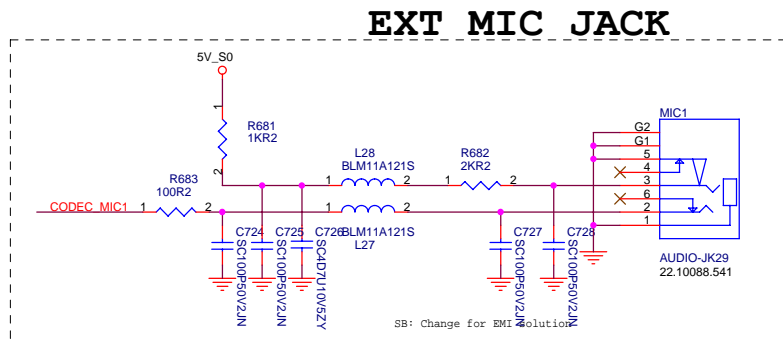 EXT MIC JACK
5V_S0
1
R681
1KR2
2
MIC1
G2
G1
5
4
3
6
2
1
L28
BLM11A121S
1
2
R682
2KR2
1
2
R683
100R2
CODEC_MIC1
1
2
1
2
BLM11A121S
L27
C724
SC100P50V2JN
C725
SC100P50V2JN
C726
SC4D7U10V5ZY
C727
SC100P50V2JN
C728
SC100P50V2JN
AUDIO-JK29
22.10088.541
SB: Change for EMI Solution